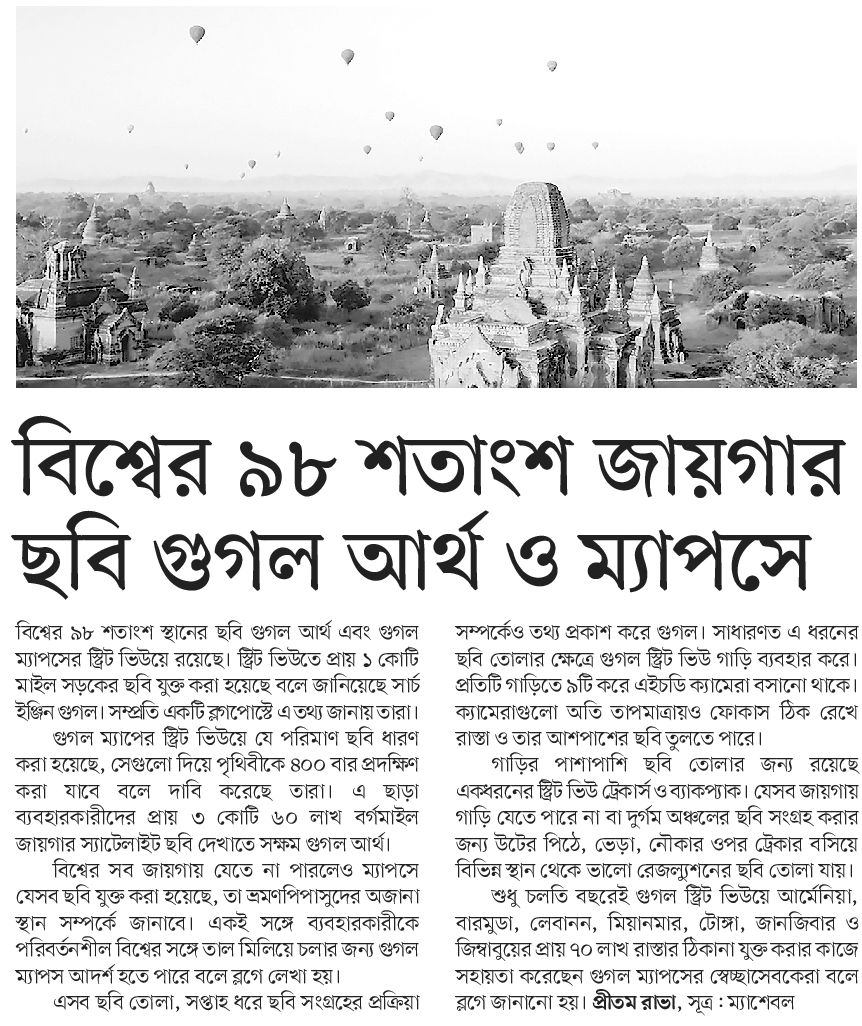 বিশ্বের ৯৮ শতাংশ জায়গার
ছবি গুগল আর্থ ও ম্যাপসে
বিশ্বের ৯৮ শতাংশ স্থানের ছবি গুগল আর্থ এবং গুগল
ম্যাপসের স্ট্রিট ভিউয়ে রয়েছে। স্ট্রিট ভিউতে প্রায় ১ কোটি
মাইল সড়কের ছবি যুক্ত করা হয়েছে বলে জানিয়েছে সার্চ
ইঞ্জিন গুগল। সম্প্রতি একটি ব্লগপোস্টে এ তথ্য জানায় তারা।
গুগল ম্যাপের স্ট্রিট ভিউয়ে যে পরিমাণ ছবি ধারণ
করা হয়েছে, সেগুলো দিয়ে পৃথিবীকে ৪০০ বার প্রদক্ষিণ
করা যাবে বলে দাবি করেছে তারা। এ ছাড়া
ব্যবহারকারীদের প্রায় ৩ কোটি ৬০ লাখ বর্গমাইল
জায়গার স্যাটেলাইট ছবি দেখাতে সক্ষম গুগল আর্থ।
বিশ্বের সব জায়গায় যেতে না পারলেও ম্যাপসে
যেসব ছবি যুক্ত করা হয়েছে, তা ভ্রমণপিপাসুদের অজানা
স্থান সম্পর্কে জানাবে। একই সঙ্গে ব্যবহারকারীকে
পরিবর্তনশীল বিশ্বের সঙ্গে তাল মিলিয়ে চলার জন্য গুগল
ম্যাপস আদর্শ হতে পারে বলে ব্লগে লেখা হয়।
এসব ছবি তোলা, সপ্তাহ ধরে ছবি সংগ্রহের প্রক্রিয়া
সম্পর্কেও তথ্য প্রকাশ করে গুগল। সাধারণত এ ধরনের
ছবি তোলার ক্ষেত্রে গুগল স্ট্রিট ভিউ গাড়ি ব্যবহার করে।
প্রতিটি গাড়িতে ৯টি করে এইচডি ক্যামেরা বসানো থাকে।
ক্যামেরাগুলো অতি তাপমাত্রায়ও ফোকাস ঠিক রেখে
রাস্তা ও তার আশপাশের ছবি তুলতে পারে।
গাড়ির পাশাপাশি ছবি তোলার জন্য রয়েছে
একধরনের স্ট্রিট ভিউ ট্রেকার্স ও ব্যাকপ্যাক। যেসব জায়গায়
গাড়ি যেতে পারে না বা দুর্গম অঞ্চলের ছবি সংগ্রহ করার
জন্য উটের পিঠে, ভেড়া, নৌকার ওপর ট্রেকার বসিয়ে
বিভিন্ন স্থান থেকে ভালো রেজল্যুশনের ছবি তোলা যায়।
শুধু চলতি বছরেই গুগল স্ট্রিট ভিউয়ে আর্মেনিয়া,
বারমুডা, লেবানন, মিয়ানমার, টোঙ্গা, জানজিবার ও
জিম্বাবুয়ের প্রায় ৭০ লাখ রাস্তার ঠিকানা যুক্ত করার কাজে
সহায়তা করেছেন গুগল ম্যাপসের স্বেচ্ছাসেবকেরা বলে
ব্লগে জানানো হয়। প্রীতম রাভা, সূত্র : ম্যাশেবল